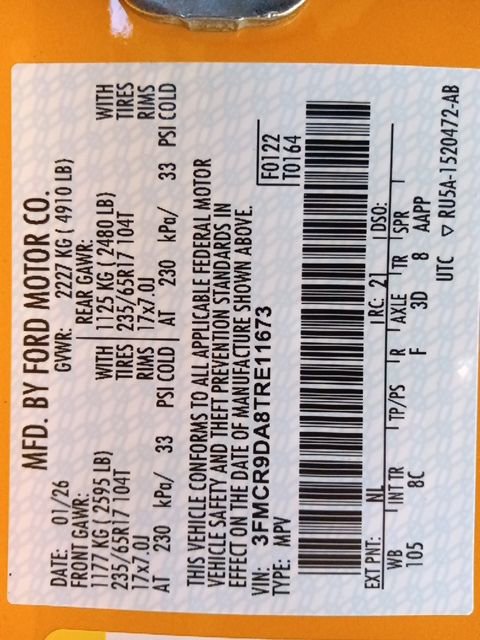 MFD. BY FORD MOTOR CO.
DATE: 01/26 GVWR: 2227 KG ( 4910 LB)
FRONT GAWR: REAR GAWR:
1177 KG ( 2595 LB) WITH 1125 KG ( 2480 LB) WITH
235/65R17 104T TIRES 235/65R17 104T TIRES
17x7.0J RIMS 17x7.0J RIMS
AT 230 kPa/ 33 PSI COLD AT 230 kPa/ 33 PSI COLD
THIS VEHICLE CONFORMS TO ALL APPLICABLE FEDERAL MOTOR
VEHICLE SAFETY AND THEFT PREVENTION STANDARDS IN
EFFECT ON THE DATE OF MANUFACTURE SHOWN ABOVE.
VIN: 3FMCR9DA8TRE11673 F0122
TYPE: MPV T0164
EXT PNT: NL RC: 21 DSO:
WB INT TR TP/PS R AXLE TR SPR
105 8C F 3D 8 AAPP
UTC ▽ RU5A-1520472-AB